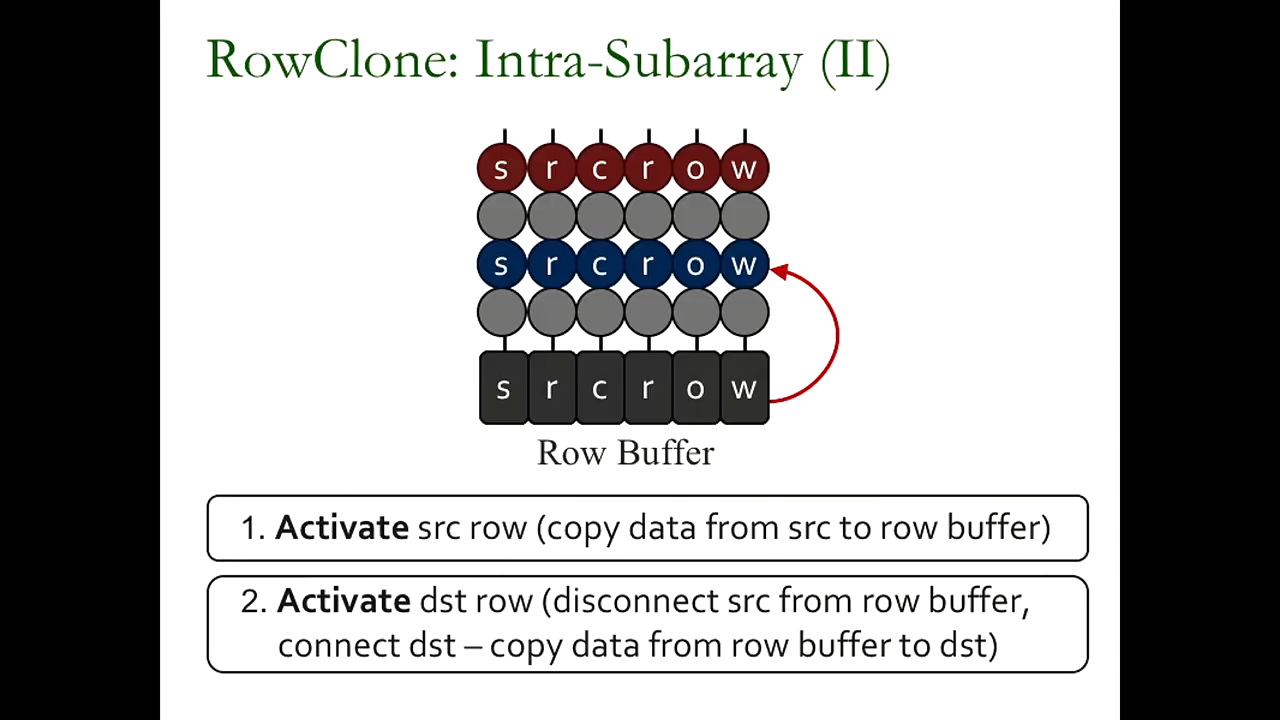 RowClone: Intra-Subarray (II)
s r c r o w
s r c r o w
s r c r o w
Row Buffer
1. Activate src row (copy data from src to row buffer)
2. Activate dst row (disconnect src from row buffer,
connect dst – copy data from row buffer to dst)